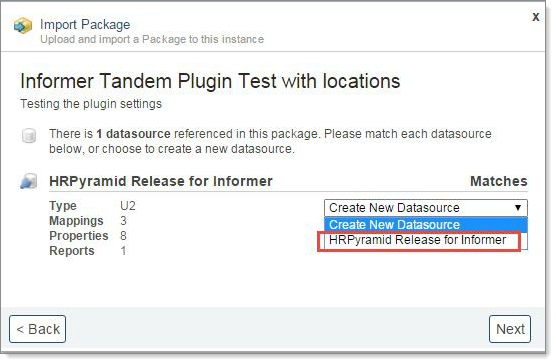 Import Package
x
Upload and import a Package to this instance
Informer Tandem Plugin Test with locations
Testing the plugin settings
There is 1 datasource referenced in this package. Please match each datasource
below, or choose to create a new datasource.
HRPyramid Release for Informer
Matches
Type U2
Mappings 3
Properties 8
Reports 1
Create New Datasource
Create New Datasource
HRPyramid Release for Informer
< Back
Next